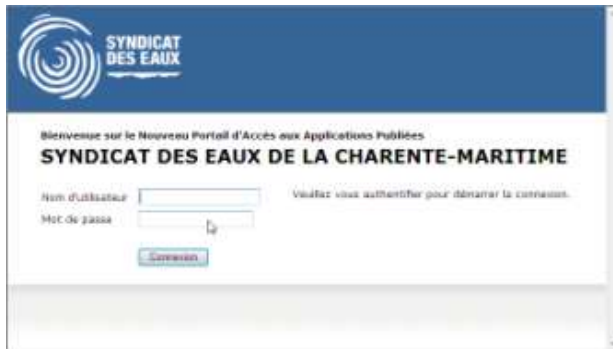 SYNDICAT
DES EAUX
Bienvenue sur le Nouveau Portail d'Accès aux Applications Publiées
SYNDICAT DES EAUX DE LA CHARENTE-MARITIME
Nom d'utilisateur
Veuillez vous authentifier pour démarrer la connexion.
Mot de passe
Connexion